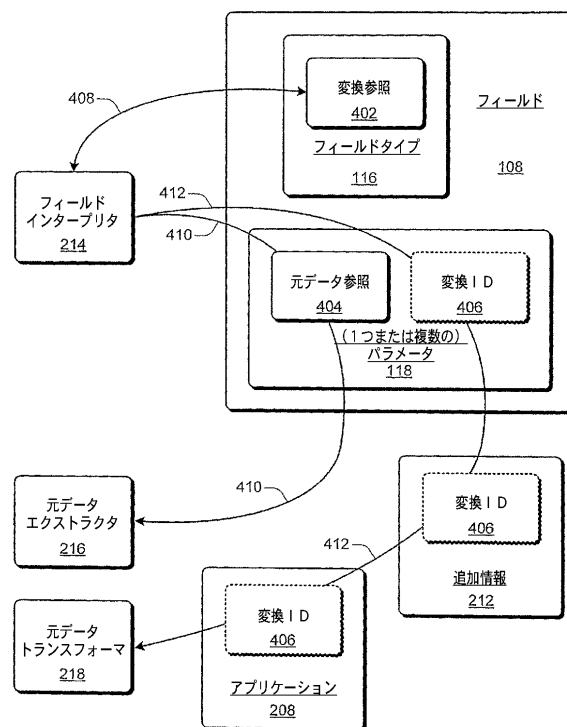 変換参照
402
フィールドタイプ
116
フィールド
108
408
フィールド
インタープリタ
214
412
410
元データ参照
404
変換ID
406
(1つまたは複数の)
パラメータ
118
410
元データ
エクストラクタ
216
変換ID
406
追加情報
212
412
変換ID
406
アプリケーション
208
元データ
トランスフォーマ
218